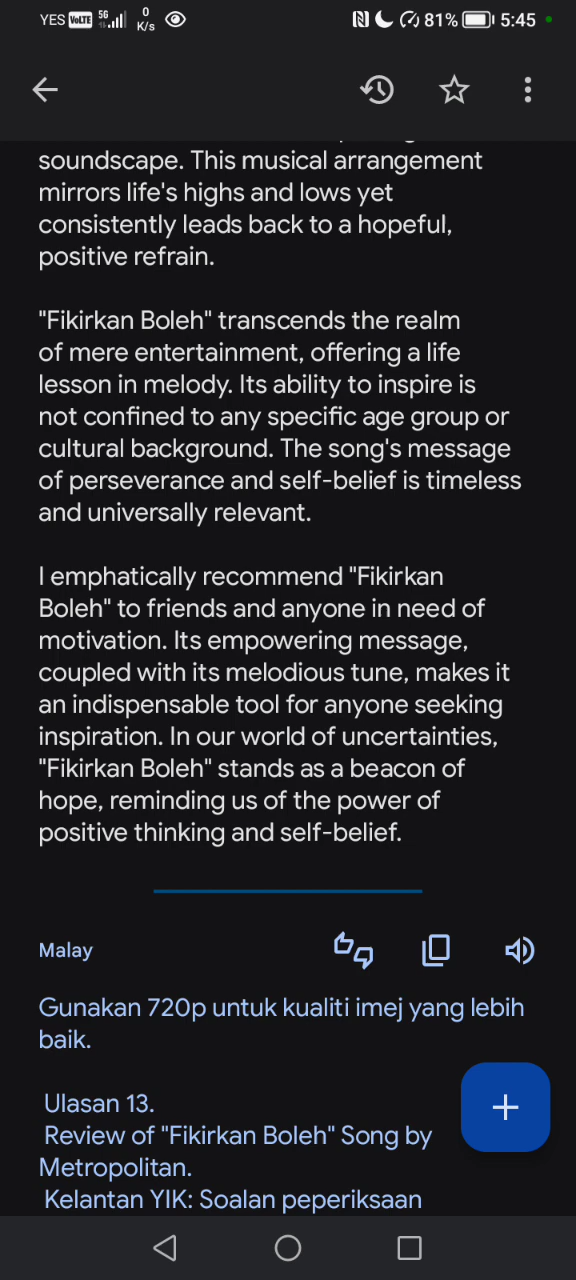 YES VoLTE 5G 0 K/s 81% 5:45
soundscape. This musical arrangement
mirrors life's highs and lows yet
consistently leads back to a hopeful,
positive refrain.
"Fikirkan Boleh" transcends the realm
of mere entertainment, offering a life
lesson in melody. Its ability to inspire is
not confined to any specific age group or
cultural background. The song's message
of perseverance and self-belief is timeless
and universally relevant.
I emphatically recommend "Fikirkan
Boleh" to friends and anyone in need of
motivation. Its empowering message,
coupled with its melodious tune, makes it
an indispensable tool for anyone seeking
inspiration. In our world of uncertainties,
"Fikirkan Boleh" stands as a beacon of
hope, reminding us of the power of
positive thinking and self-belief.
Malay
Gunakan 720p untuk kualiti imej yang lebih
baik.
Ulasan 13.
Review of "Fikirkan Boleh" Song by
Metropolitan.
Kelantan YIK: Soalan peperiksaan